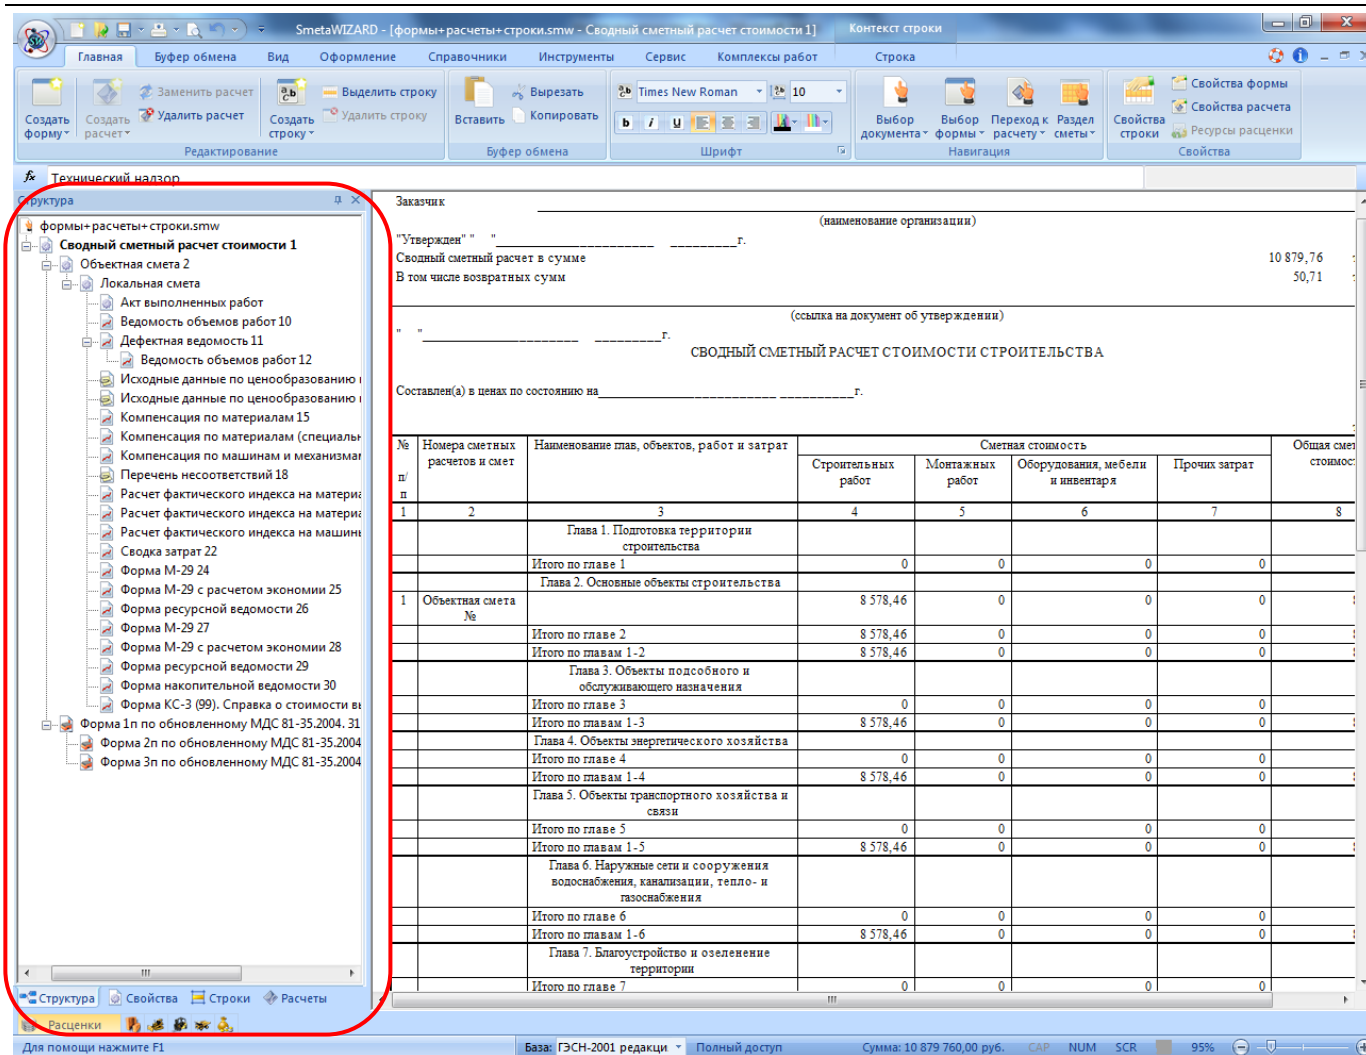 SmetaWIZARD - [формы+расчеты+строки.smw - Сводный сметный расчет стоимости 1]
Контекст строки
Главная Буфер обмена Вид Оформление Справочники Инструменты Сервис Комплексы работ Строка
Создать форму
Создать расчет
Заменить расчет
Удалить расчет
Создать строку
Выделить строку
Удалить строку
Вставить
Вырезать
Копировать
Times New Roman 10
Выбор документа
Выбор формы
Переход к расчету
Раздел сметы
Свойства строки
Свойства формы
Свойства расчета
Ресурсы расценки
Редактирование Буфер обмена Шрифт Навигация Свойства
fx Технический надзор
Структура
формы+расчеты+строки.smw
Сводный сметный расчет стоимости 1
Объектная смета 2
Локальная смета
Акт выполненных работ
Ведомость объемов работ 10
Дефектная ведомость 11
Ведомость объемов работ 12
Исходные данные по ценообразованию
Исходные данные по ценообразованию
Компенсация по материалам 15
Компенсация по материалам (специальн
Компенсация по машинам и механизмам
Перечень несоответствий 18
Расчет фактического индекса на материа
Расчет фактического индекса на материа
Расчет фактического индекса на машины
Сводка затрат 22
Форма М-29 24
Форма М-29 с расчетом экономии 25
Форма ресурсной ведомости 26
Форма М-29 27
Форма М-29 с расчетом экономии 28
Форма ресурсной ведомости 29
Форма накопительной ведомости 30
Форма КС-3 (99). Справка о стоимости вы
Форма 1п по обновленному МДС 81-35.2004. 31
Форма 2п по обновленному МДС 81-35.2004
Форма 3п по обновленному МДС 81-35.2004
Структура Свойства Строки Расчеты
Расценки
Заказчик
(наименование организации)
"Утвержден" " "_______________________ __________г.
Сводный сметный расчет в сумме 10 879,76
В том числе возвратных сумм 50,71
(ссылка на документ об утверждении)
" "_______________________ __________г.
СВОДНЫЙ СМЕТНЫЙ РАСЧЕТ СТОИМОСТИ СТРОИТЕЛЬСТВА
Составлен(а) в ценах по состоянию на__________________________ ___________г.
№ п/п Номера сметных расчетов и смет Наименование глав, объектов, работ и затрат Сметная стоимость Общая смет стоимос
Строительных работ Монтажных работ Оборудования, мебели и инвентаря Прочих затрат
1 2 3 4 5 6 7 8
Глава 1. Подготовка территории строительства
Итого по главе 1 0 0 0 0
Глава 2. Основные объекты строительства
1 Объектная смета № 8 578,46 0 0 0
Итого по главе 2 8 578,46 0 0 0
Итого по главам 1-2 8 578,46 0 0 0
Глава 3. Объекты подсобного и обслуживающего назначения
Итого по главе 3 0 0 0 0
Итого по главам 1-3 8 578,46 0 0 0
Глава 4. Объекты энергетического хозяйства
Итого по главе 4 0 0 0 0
Итого по главам 1-4 8 578,46 0 0 0
Глава 5. Объекты транспортного хозяйства и связи
Итого по главе 5 0 0 0 0
Итого по главам 1-5 8 578,46 0 0 0
Глава 6. Наружные сети и сооружения водоснабжения, канализации, тепло- и газоснабжения
Итого по главе 6 0 0 0 0
Итого по главам 1-6 8 578,46 0 0 0
Глава 7. Благоустройство и озеленение территории
Итого по главе 7 0 0 0 0
Для помощи нажмите F1 База: ГЭСН-2001 редакци Полный доступ Сумма: 10 879 760,00 руб. CAP NUM SCR 95%